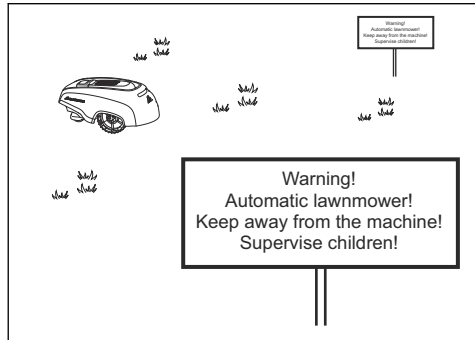 Warning!
Automatic lawnmower!
Keep away from the machine!
Supervise children!
Warning!
Automatic lawnmower!
Keep away from the machine!
Supervise children!